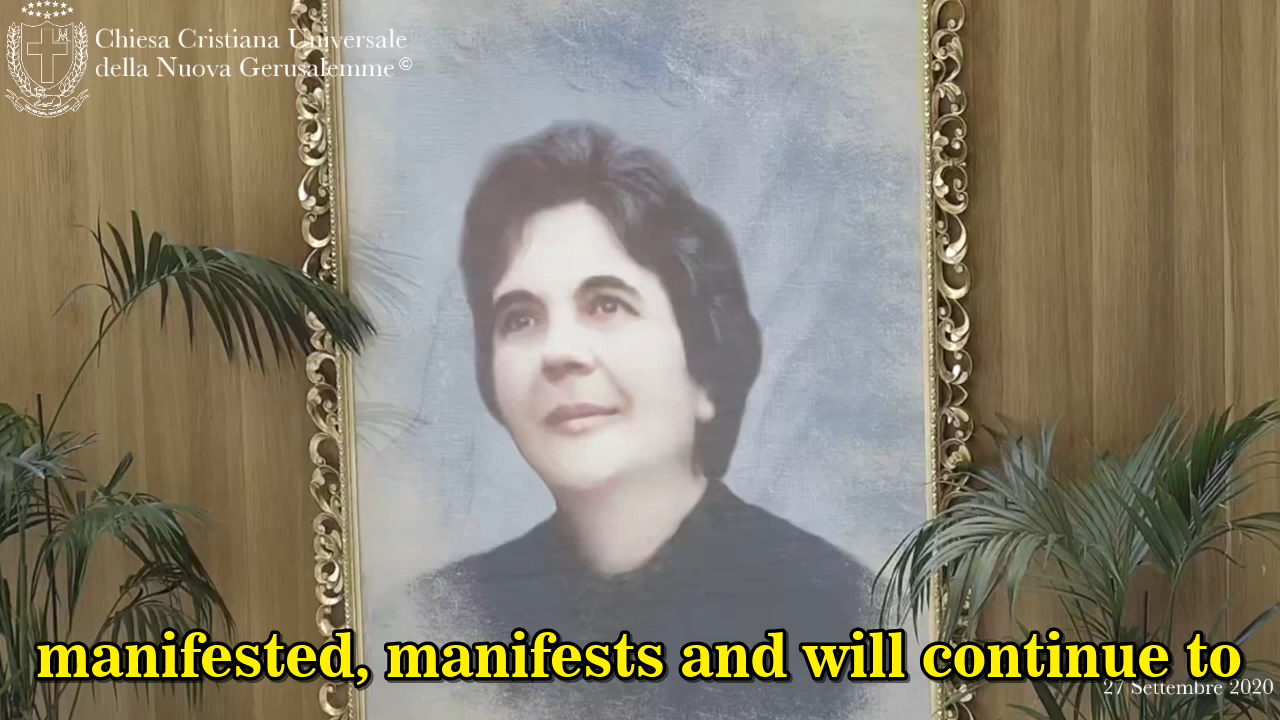 Chiesa Cristiana Universale
della Nuova Gerusalemme©
manifested, manifests and will continue to
27 Settembre 2020